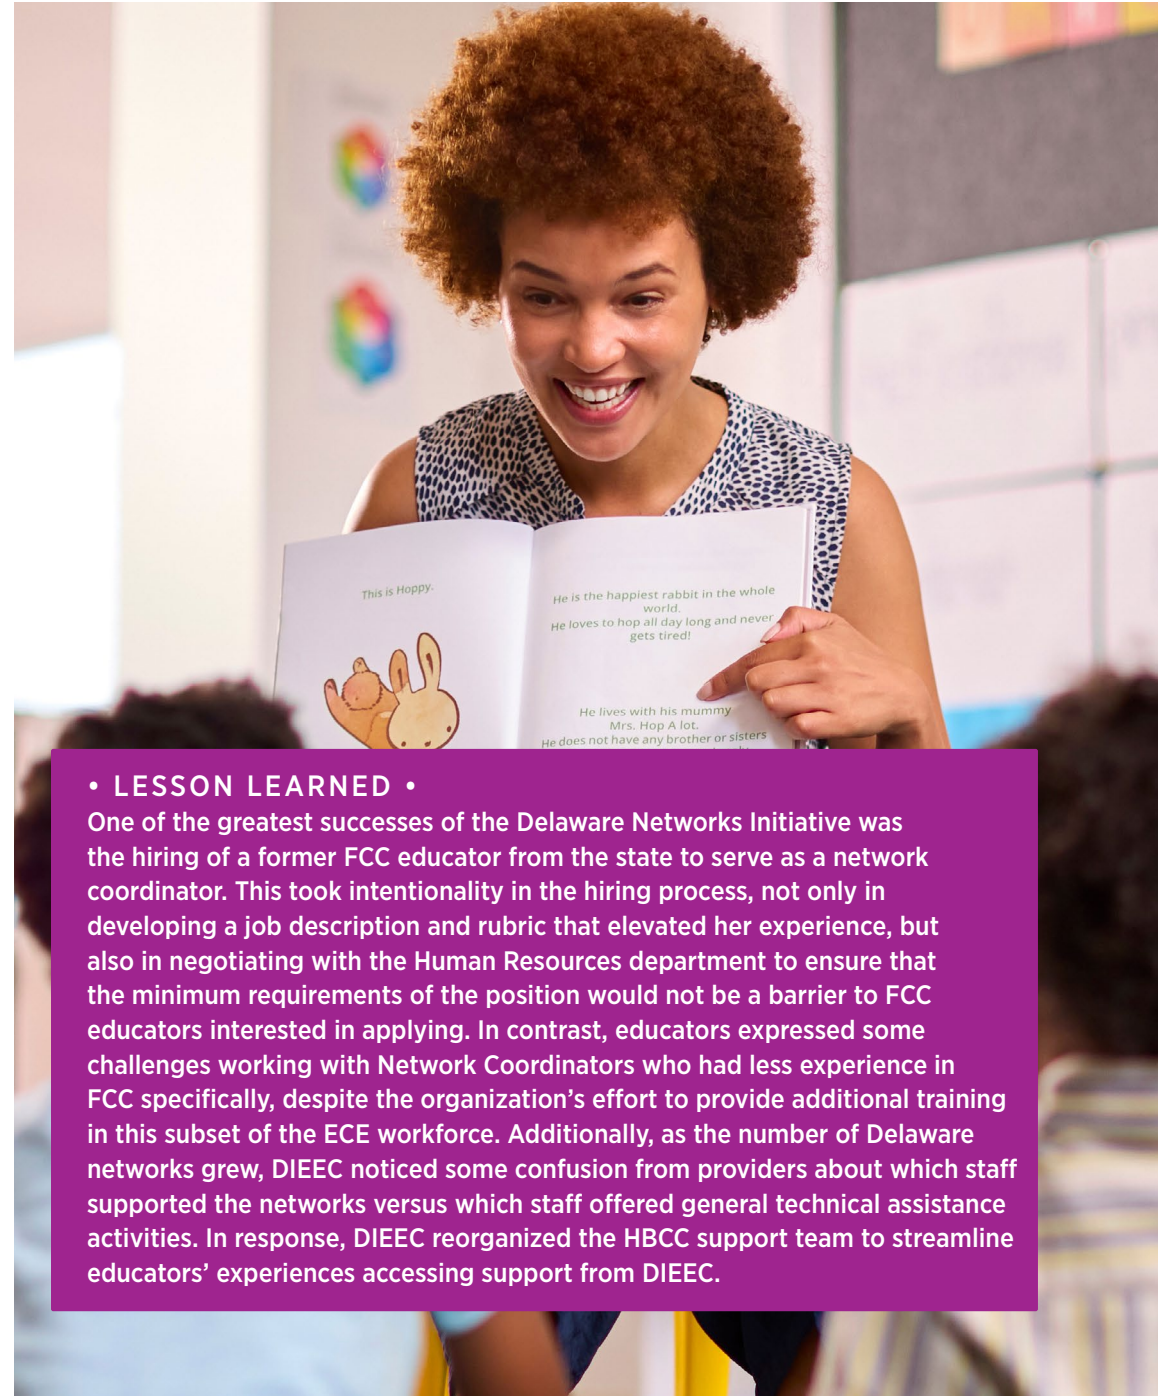 This is Hoppy.
He is the happiest rabbit in the whole
world.
He loves to hop all day long and never
gets tired!
He lives with his mummy
Mrs. Hop A lot.
He does not have any brother or sisters
• LESSON LEARNED •
One of the greatest successes of the Delaware Networks Initiative was
the hiring of a former FCC educator from the state to serve as a network
coordinator. This took intentionality in the hiring process, not only in
developing a job description and rubric that elevated her experience, but
also in negotiating with the Human Resources department to ensure that
the minimum requirements of the position would not be a barrier to FCC
educators interested in applying. In contrast, educators expressed some
challenges working with Network Coordinators who had less experience in
FCC specifically, despite the organization’s effort to provide additional training
in this subset of the ECE workforce. Additionally, as the number of Delaware
networks grew, DIEEC noticed some confusion from providers about which staff
supported the networks versus which staff offered general technical assistance
activities. In response, DIEEC reorganized the HBCC support team to streamline
educators’ experiences accessing support from DIEEC.